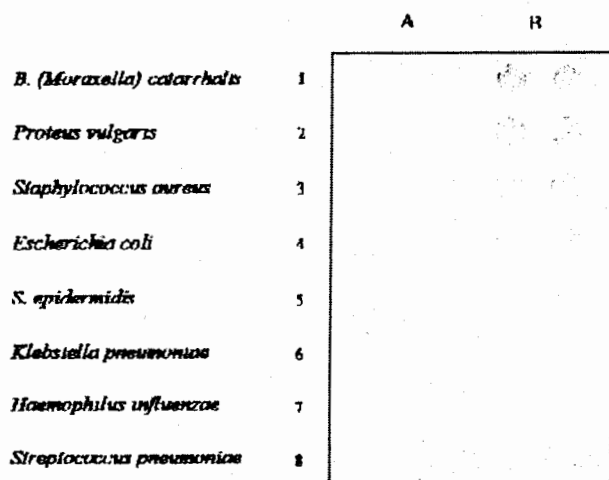 A B
B. (Moraxella) catarrhalis 1
Proteus vulgaris 2
Staphylococcus aureus 3
Escherichia coli 4
S. epidermidis 5
Klebsiella pneumoniae 6
Haemophilus influenzae 7
Streptococcus pneumoniae 8